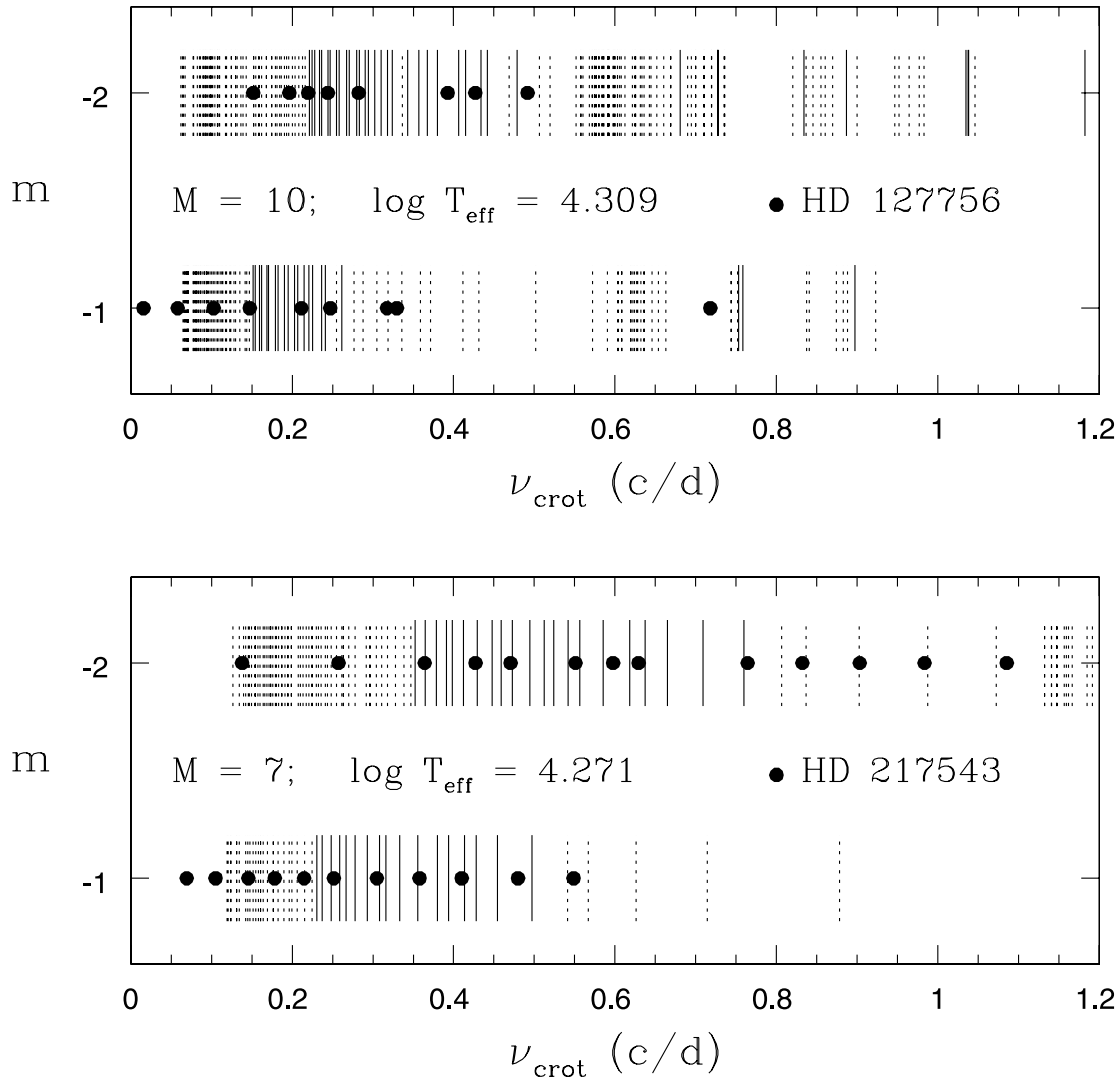 -2
m
M = 10; log T_eff = 4.309 ● HD 127756
-1
0 0.2 0.4 0.6 0.8 1 1.2
ν_crot (c/d)
-2
m
M = 7; log T_eff = 4.271 ● HD 217543
-1
0 0.2 0.4 0.6 0.8 1 1.2
ν_crot (c/d)